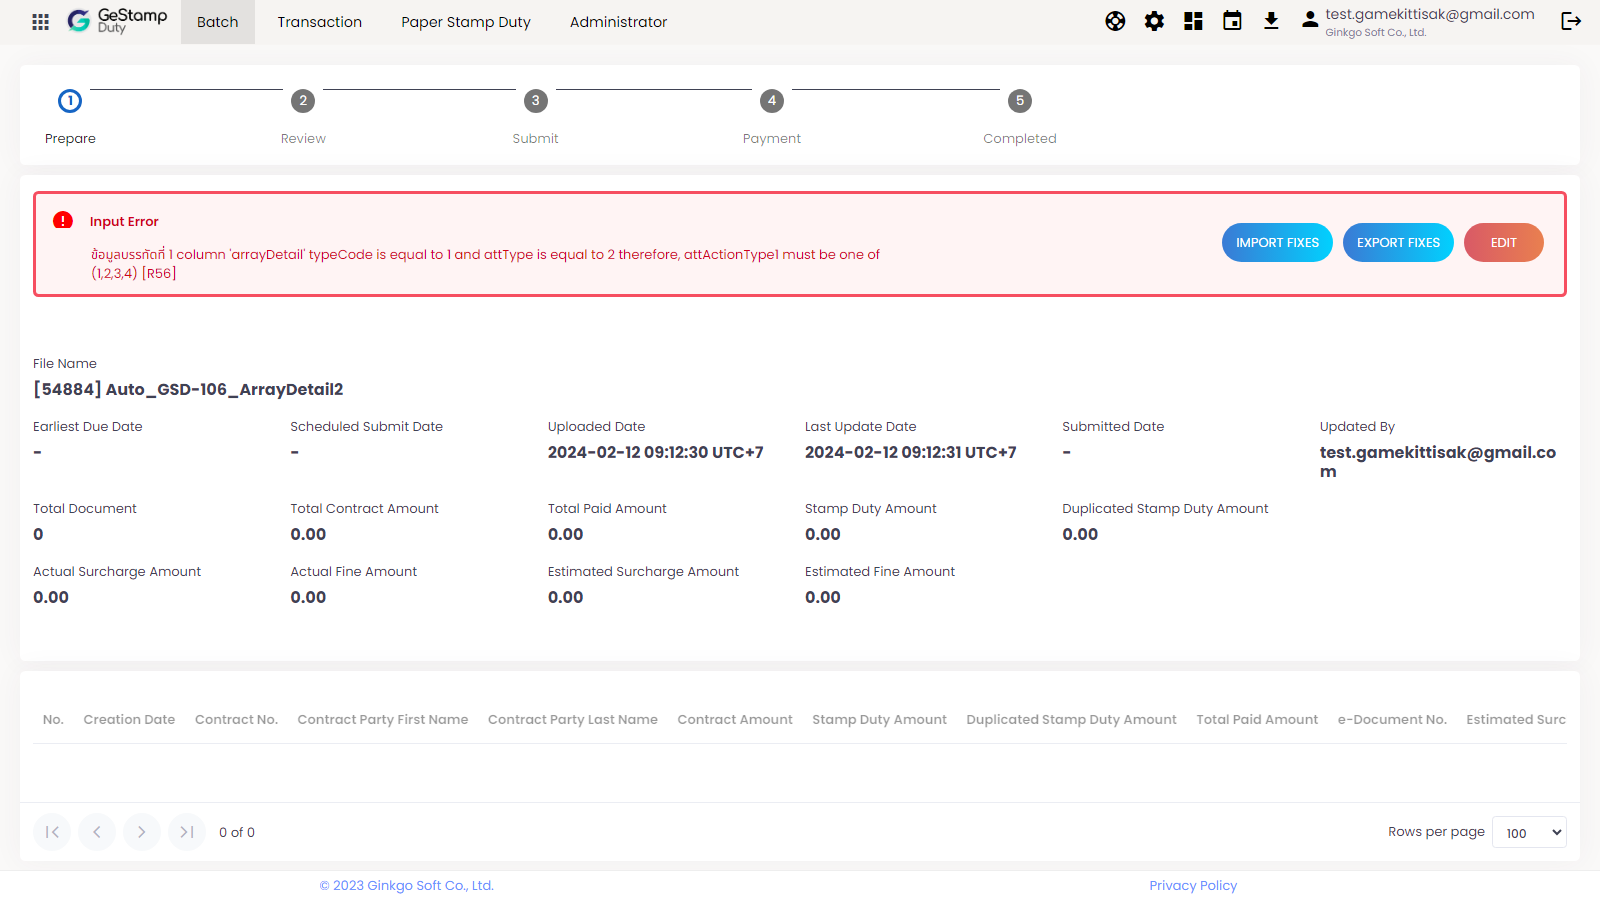 GeStamp
Duty
Batch
Transaction
Paper Stamp Duty
Administrator
test.gamekittisak@gmail.com
Ginkgo Soft Co., Ltd.
1
2
3
4
5
Prepare
Review
Submit
Payment
Completed
Input Error
ข้อมูลบรรทัดที่ 1 column 'arrayDetail' typeCode is equal to 1 and attType is equal to 2 therefore, attActionType1 must be one of
(1,2,3,4) [R56]
IMPORT FIXES
EXPORT FIXES
EDIT
File Name
[54884] Auto_GSD-106_ArrayDetail2
Earliest Due Date
Scheduled Submit Date
Uploaded Date
Last Update Date
Submitted Date
Updated By
-
-
2024-02-12 09:12:30 UTC+7
2024-02-12 09:12:31 UTC+7
-
test.gamekittisak@gmail.co
m
Total Document
Total Contract Amount
Total Paid Amount
Stamp Duty Amount
Duplicated Stamp Duty Amount
0
0.00
0.00
0.00
0.00
Actual Surcharge Amount
Actual Fine Amount
Estimated Surcharge Amount
Estimated Fine Amount
0.00
0.00
0.00
0.00
No.
Creation Date
Contract No.
Contract Party First Name
Contract Party Last Name
Contract Amount
Stamp Duty Amount
Duplicated Stamp Duty Amount
Total Paid Amount
e-Document No.
Estimated Surc
0 of 0
Rows per page
100
© 2023 Ginkgo Soft Co., Ltd.
Privacy Policy